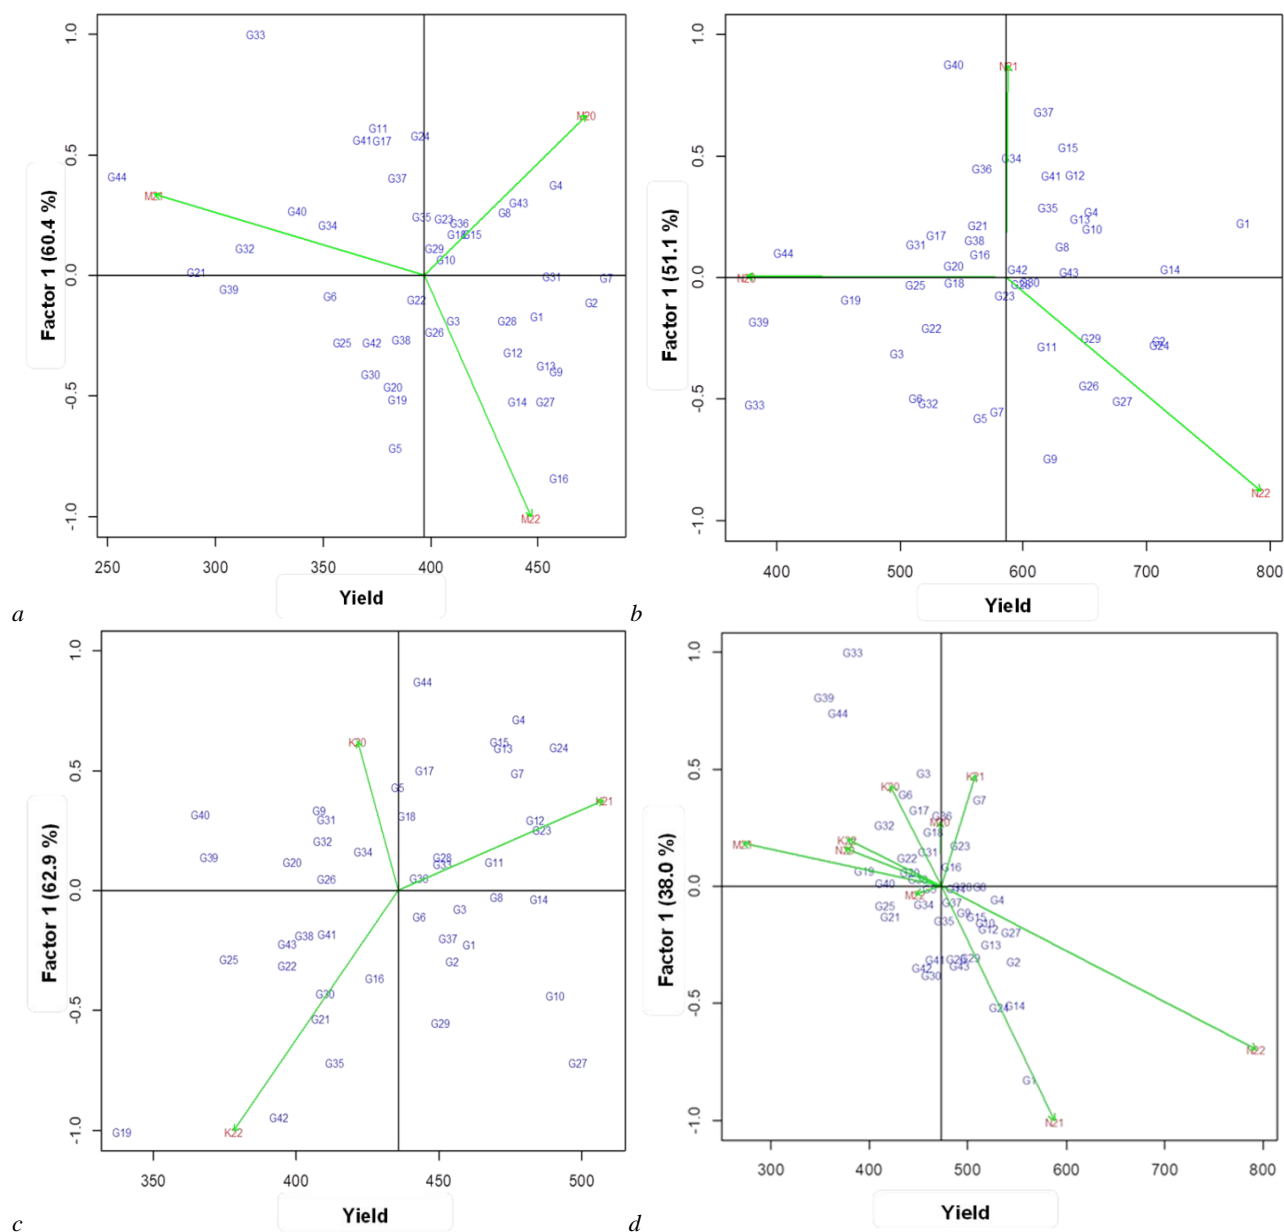 1.0
G33
G11
G41
G17
G24
M20
0.5
G44
G37
G4
G40
G34
G43
G8
G35
G23
G36
G18
G15
G32
G29
G10
0.0
G21
G31
G7
G39
G6
G22
G2
G3
G28
G1
G26
G25
G42
G38
G12
G13
G9
G30
G20
G19
-0.5
G14
G27
G5
G16
-1.0
M22
250 300 350 400 450
Factor 1 (60.4 %)
Yield
a
1.0
G40
N21
G37
G15
0.5
G34
G36
G41
G12
G35
G4
G13
G10
G1
G21
G17
G38
G31
G16
G8
G44
G20
G42
G43
G14
0.0
G18
G25
G23
G19
G39
G22
G29
G2
G24
G11
G3
G26
-0.5
G6
G32
G27
G33
G7
G5
G9
N22
-1.0
400 500 600 700 800
Factor 1 (51.1 %)
Yield
b
1.0
G44
G4
K20
G15
G13
G24
0.5
G17
G7
G5
K21
G40
G9
G31
G18
G12
G23
G32
G34
G28
G33
G39
G20
G11
G26
0.0
G8
G14
G3
G6
G38
G41
G43
G37
G1
G25
G22
G2
G16
G30
G10
-0.5
G21
G29
G35
G27
G42
G19
K22
-1.0
350 400 450 500
Factor 1 (62.9 %)
Yield
c
1.0
G33
G39
G44
0.5
G3
K21
K20
G6
G7
G17
G36
M20
G32
G18
G23
G31
G22
G16
G19
G40
0.0
G4
G25
G34
G37
G9
G21
G35
G15
G10
G12
G27
G13
G41
G29
G2
G42
G43
G30
-0.5
G24
G14
N22
G1
-1.0
N21
300 400 500 600 700 800
Factor 1 (38.0 %)
Yield
d